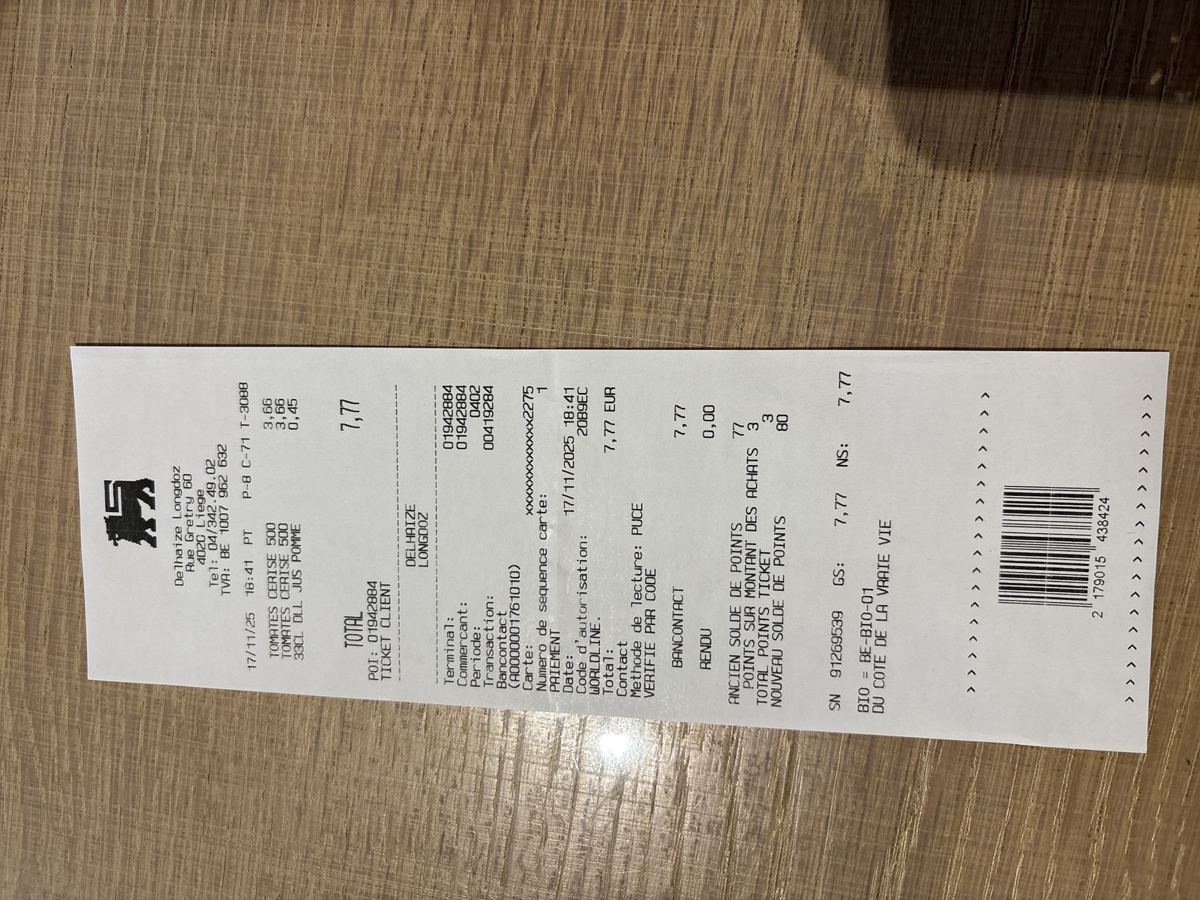 Delhaize Longdoz
Rue Gretry 60
4020 Liege
Tel: 04/342.49.02
TVA: BE 1007 962 632
17/11/25 18:41 PT P-8 C-71 T-3088
TOMATES CERISE 500 3,66
TOMATES CERISE 500 3,66
33CL DLL JUS POMME 0,45
TOTAL 7,77
POI: 01942884
TICKET CLIENT
--------------------------------
DELHAIZE
LONGDOZ
--------------------------------
Terminal: 01942884
Commercant: 01942884
Periode: 0402
Transaction: 00419284
Bancontact
(A0000001761010)
Carte: xxxxxxxxxxxxx2275
Numero de sequence carte: 1
PAIEMENT
Date: 17/11/2025 18:41
Code d'autorisation: 20B9EC
WORLDLINE.
Total: 7,77 EUR
Contact
Methode de lecture: PUCE
VERIFIE PAR CODE
BANCONTACT 7,77
RENDU 0,00
ANCIEN SOLDE DE POINTS 77
POINTS SUR MONTANT DES ACHATS 3
TOTAL POINTS TICKET 3
NOUVEAU SOLDE DE POINTS 80
SN 91269539 GS: 7,77 NS: 7,77
BIO = BE-BIO-01
DU COTE DE LA VRAIE VIE
2 179015 438424